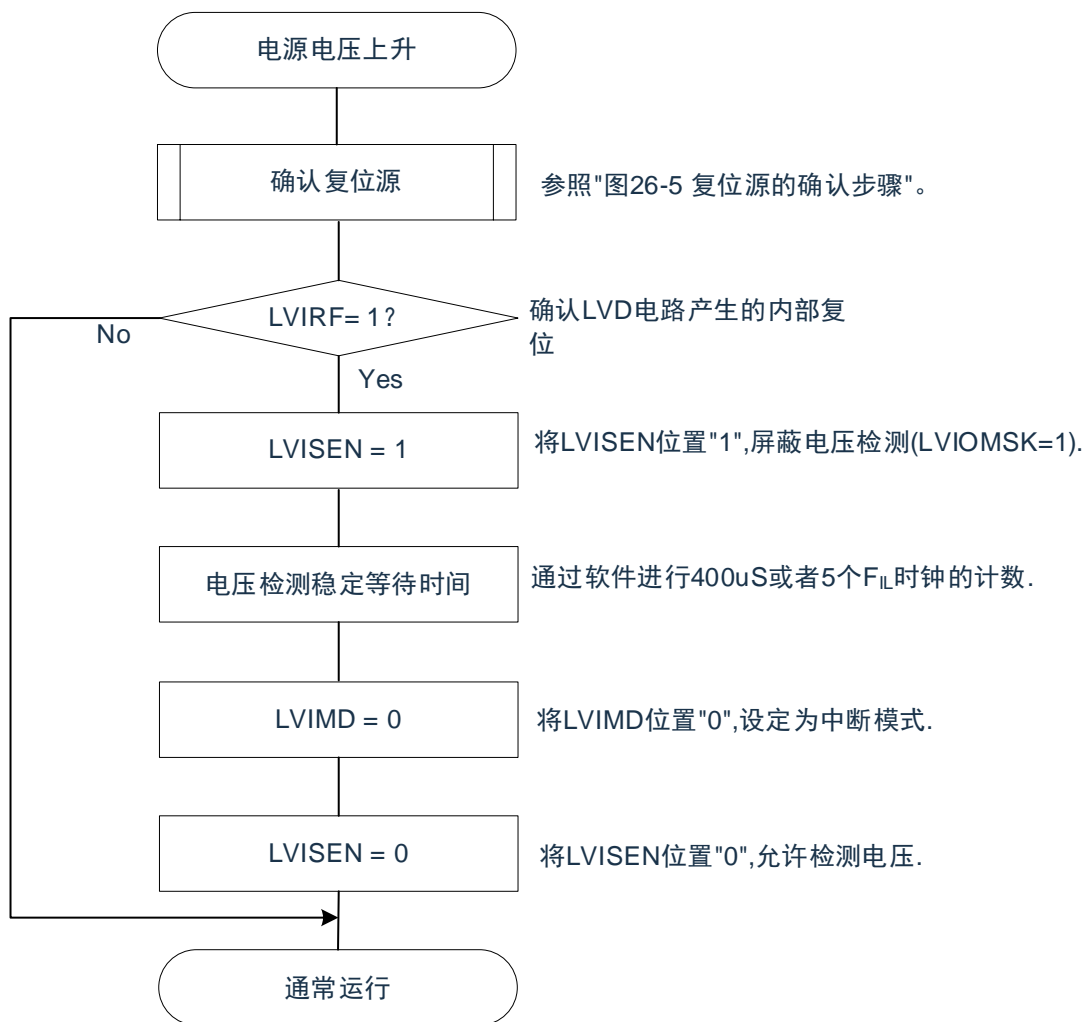 电源电压上升
确认复位源
参照"图26-5 复位源的确认步骤"。
LVIRF= 1?
确认LVD电路产生的内部复
位
No
Yes
LVISEN = 1
将LVISEN位置"1",屏蔽电压检测(LVIOMSK=1).
电压检测稳定等待时间
通过软件进行400uS或者5个FIL时钟的计数.
LVIMD = 0
将LVIMD位置"0",设定为中断模式.
LVISEN = 0
将LVISEN位置"0",允许检测电压.
通常运行